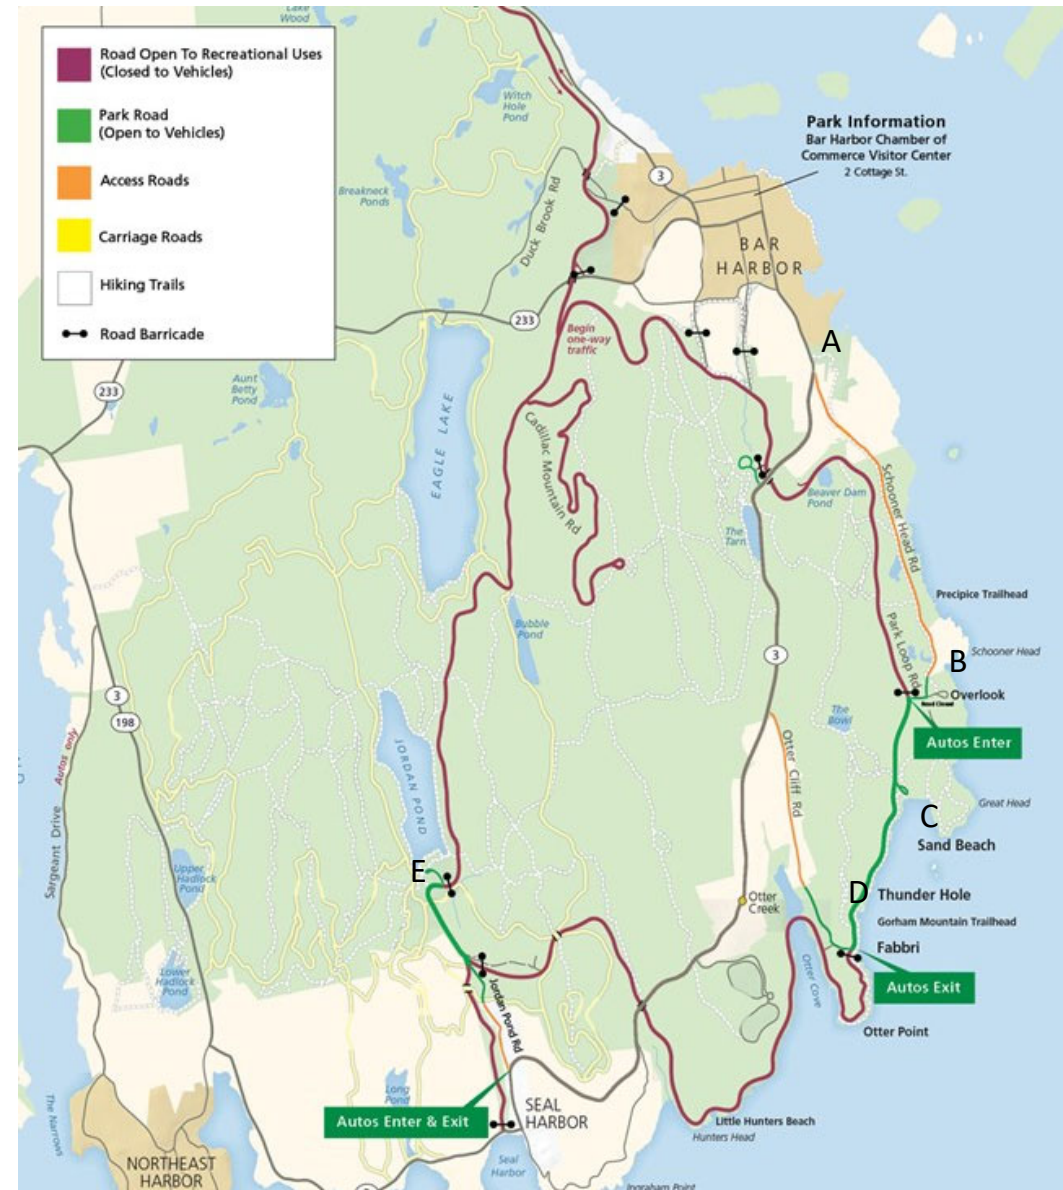 Lake
Wood
Road Open To Recreational Uses
(Closed to Vehicles)
Park Road
(Open to Vehicles)
Access Roads
Carriage Roads
Hiking Trails
Road Barricade
Witch
Hole
Pond
Breakneck
Ponds
Duck Brook Rd
3
Park Information
Bar Harbor Chamber of
Commerce Visitor Center
2 Cottage St.
BAR
HARBOR
233
Begin
one-way
traffic
A
233
Aunt
Betty
Pond
EAGLE LAKE
Cadillac Mountain Rd
Schooner Head Rd
Beaver Dam
Pond
The
Tarn
Precipice Trailhead
Bubble
Pond
Park Loop Rd
3
B
Schooner Head
Overlook
Road Closed
Autos Enter
3
198
Autos only
Sargeant Drive
JORDAN POND
The
Bowl
Otter Cliff Rd
C
Great Head
Sand Beach
Upper
Hadlock
Pond
E
D
Thunder Hole
Gorham Mountain Trailhead
Fabbri
Otter
Creek
Autos Exit
Lower
Hadlock
Pond
Jordan Pond Rd
Otter Cove
Otter Point
Long
Pond
Autos Enter & Exit
SEAL
HARBOR
Little Hunters Beach
Hunters Head
The Narrows
NORTHEAST
HARBOR
Seal
Harbor
3
Ingraham Point